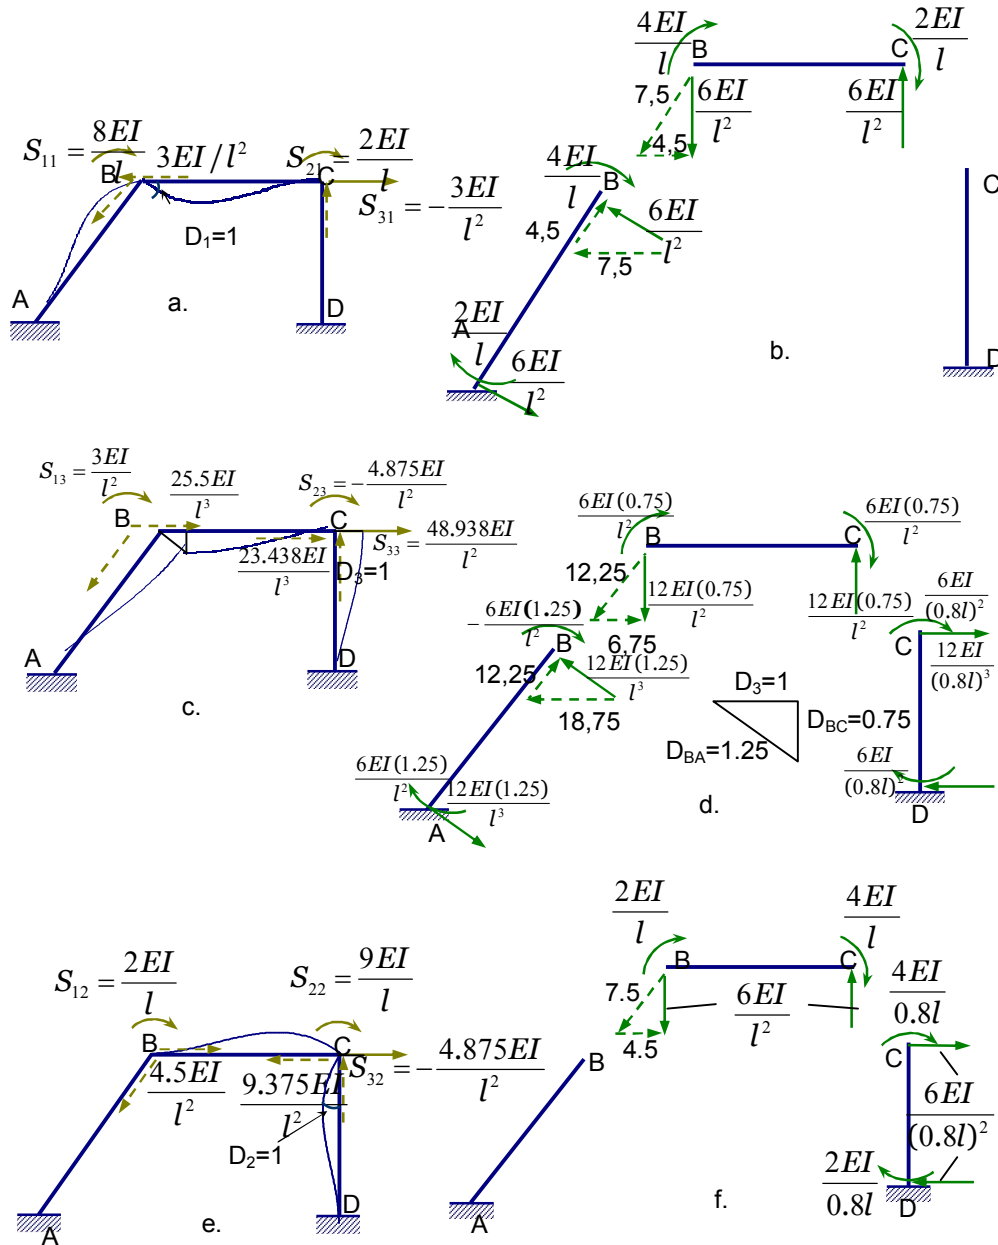 S₁₁ = 8EI/l
3EI/l²
S₂₁ = 2EI/l
B
C
S₃₁ = −3EI/l²
D₁=1
A
D
a.
4EI/l
B
C
2EI/l
7,5
6EI/l²
6EI/l²
4,5
4EI/l
B
6EI/l²
4,5
7,5
2EI/l
A
6EI/l²
b.
C
D
S₁₃ = 3EI/l²
25.5EI/l³
S₂₃ = −4.875EI/l²
B
C
S₃₃ = 48.938EI/l²
23.438EI/l³
D₃=1
A
D
c.
6EI(0.75)/l²
B
C
6EI(0.75)/l²
12,25
12EI(0.75)/l²
12EI(0.75)/l²
6,75
−6EI(1.25)/l²
B
12,25
12EI(1.25)/l³
18,75
6EI(1.25)/l²
12EI(1.25)/l³
A
D₃=1
D_BC=0.75
D_BA=1.25
6EI/(0.8l)²
C
12EI/(0.8l)³
6EI/(0.8l)²
D
d.
S₁₂ = 2EI/l
S₂₂ = 9EI/l
B
C
S₃₂ = −4.875EI/l²
4.5EI/l²
9.375EI/l²
D₂=1
D
A
e.
2EI/l
B
C
4EI/l
7.5
6EI/l²
4.5
B
A
4EI/0.8l
C
6EI/(0.8l)²
2EI/0.8l
D
f.